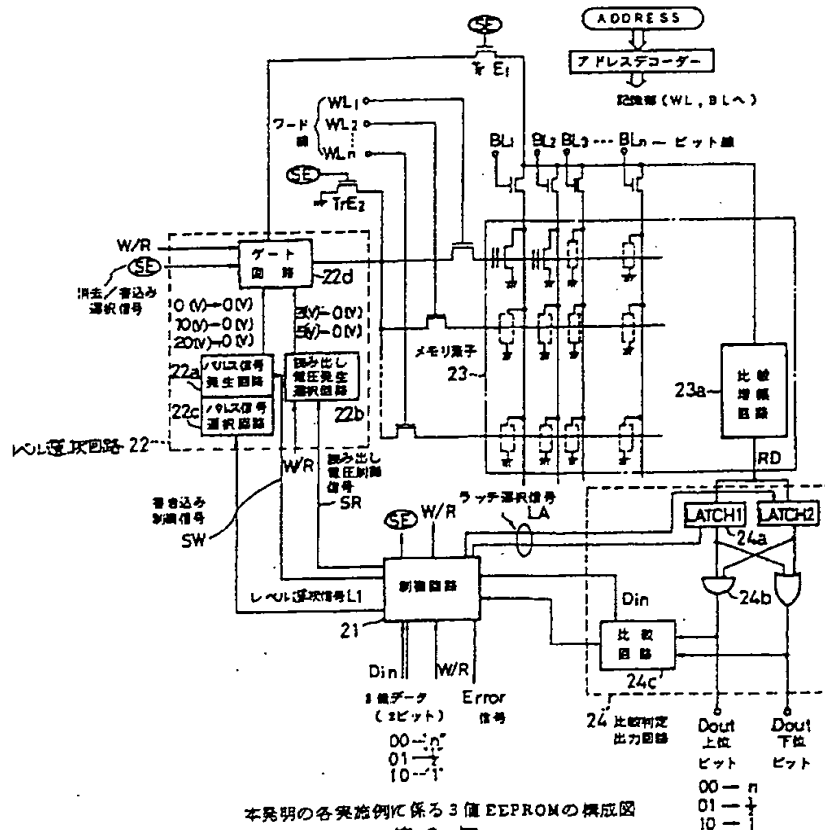 ADDRESS
アドレスデコーダー
記憶部(WL,BLへ)
SE
Tr E1
ワード線
WL1
WL2
WLn
BL1 BL2 BL3 … BLn ― ビット線
SE
TrE2
W/R
SE
消去/書込み
選択信号
ゲート
回路
22d
0(V)→0(V)
10(V)→0(V)
20(V)→0(V)
3(V)→0(V)
5(V)→0(V)
22a
パルス信号
発生回路
読み出し
電圧発生
選択回路
22b
22c
パルス信号
選択回路
レベル選択回路 22
メモリ素子
23
比較
増幅
回路
23a
RD
W/R
読み出し
電圧制御
信号
SR
書き込み
制御信号
SW
ラッチ選択信号
LA
LATCH1
LATCH2
24a
24b
SE
W/R
制御回路
21
レベル選択信号L1
Din
比較
回路
24c
Din
W/R
Error
信号
3値データ
(2ビット)
00―"n"
10―"1"
24 比較判定
出力回路
Dout
上位
ビット
Dout
下位
ビット
00 ― n
10 ― 1
本発明の各実施例に係る3値EEPROMの構成図